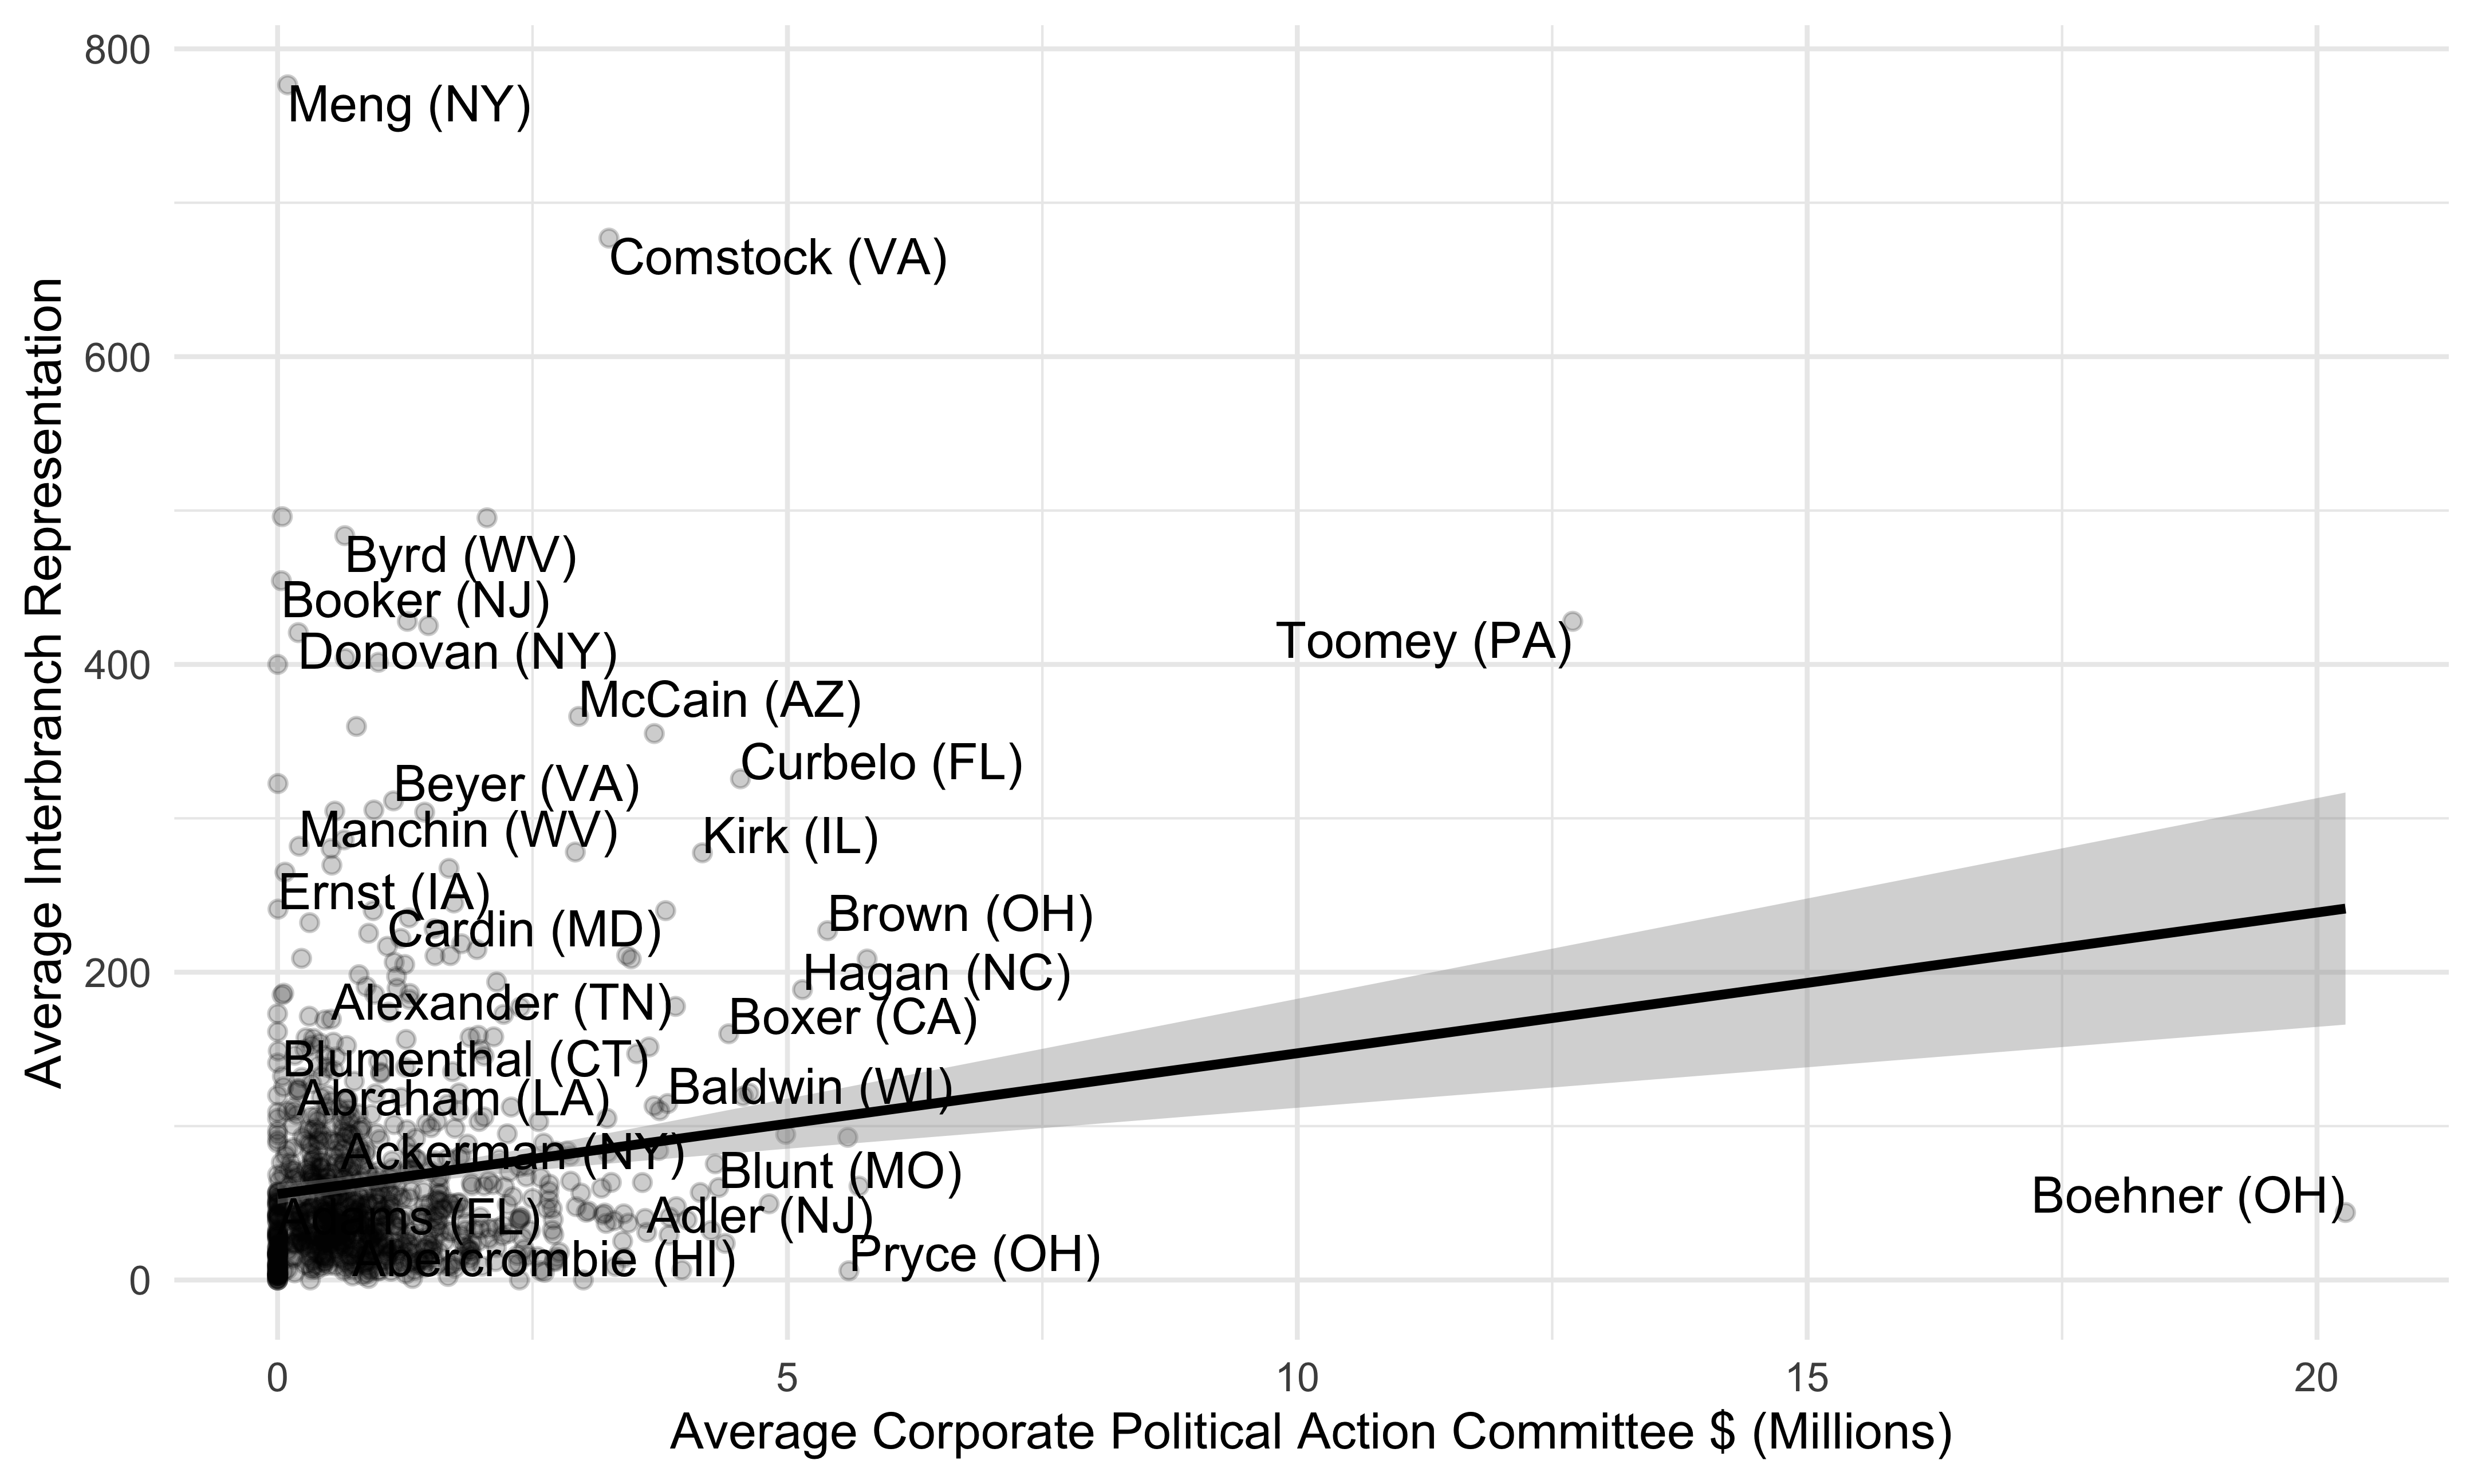 800
Meng (NY)
Comstock (VA)
600
Byrd (WV)
Booker (NJ)
Toomey (PA)
Donovan (NY)
400
McCain (AZ)
Curbelo (FL)
Beyer (VA)
Manchin (WV)
Kirk (IL)
Ernst (IA)
Brown (OH)
Cardin (MD)
200
Hagan (NC)
Alexander (TN)
Boxer (CA)
Blumenthal (CT)
Baldwin (WI)
Abraham (LA)
Ackerman (NY)
Blunt (MO)
Boehner (OH)
Adams (FL)
Adler (NJ)
Pryce (OH)
Abercrombie (HI)
0
Average Interbranch Representation
0 5 10 15 20
Average Corporate Political Action Committee $ (Millions)